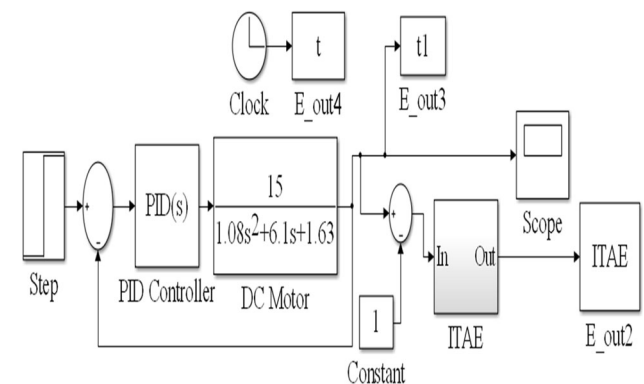 t
t1
Clock
E_out4
E_out3
Step
+
-
PID(s)
PID Controller
15
1.08s2+6.1s+1.63
DC Motor
Scope
+
-
1
Constant
In
Out
ITAE
ITAE
E_out2